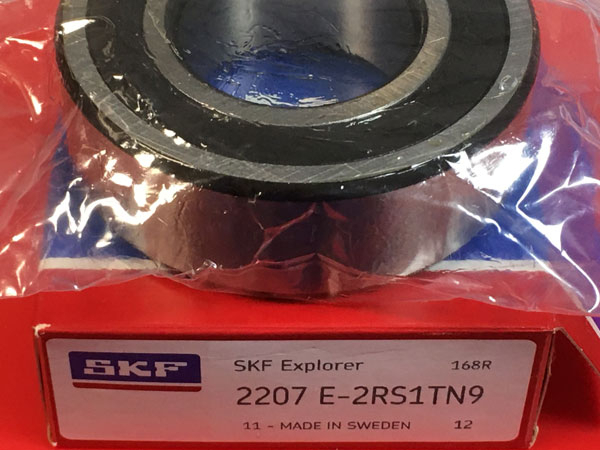 SKF
SKF Explorer 168R
2207 E-2RS1TN9
11 - MADE IN SWEDEN 12